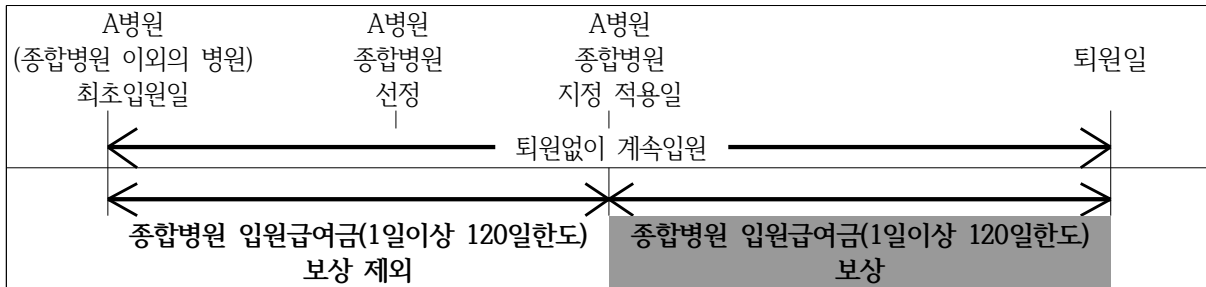 A병원
(종합병원 이외의 병원)
최초입원일
A병원
종합병원
선정
A병원
종합병원
지정 적용일
퇴원일
퇴원없이 계속입원
종합병원 입원급여금(1일이상 120일한도)
보상 제외
종합병원 입원급여금(1일이상 120일한도)
보상